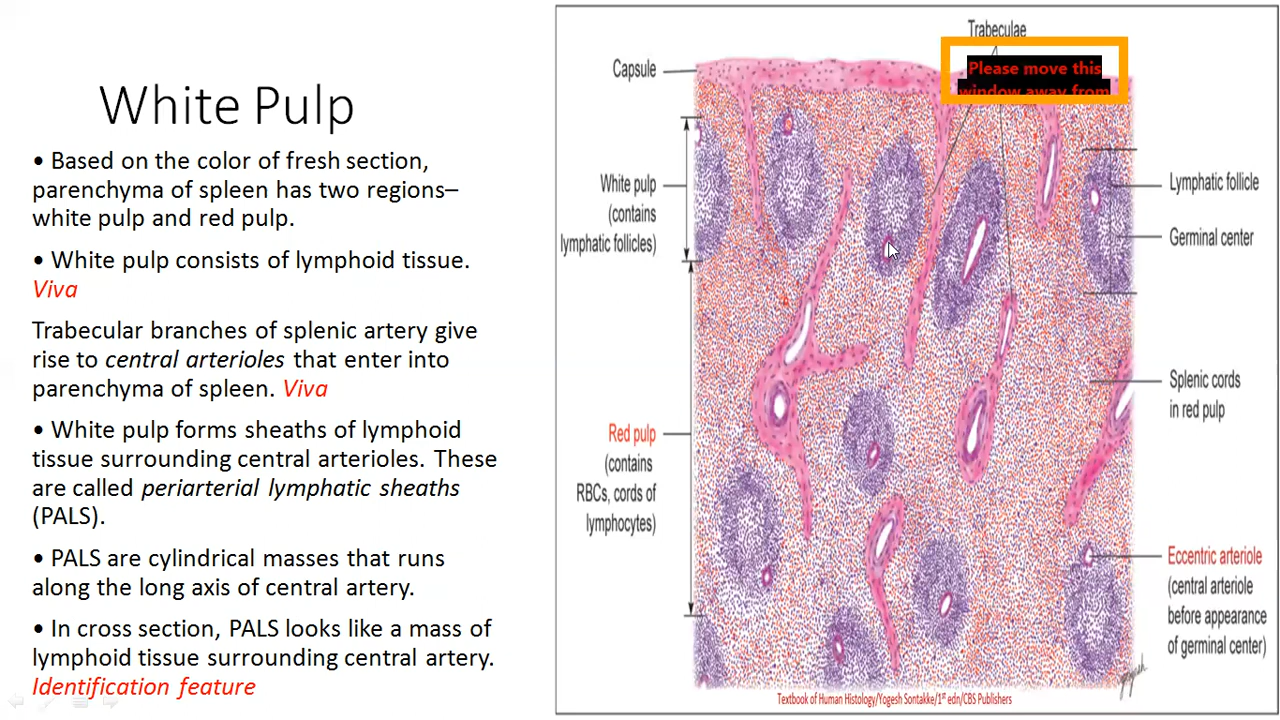 White Pulp
• Based on the color of fresh section,
parenchyma of spleen has two regions–
white pulp and red pulp.
• White pulp consists of lymphoid tissue.
Viva
Trabecular branches of splenic artery give
rise to central arterioles that enter into
parenchyma of spleen. Viva
• White pulp forms sheaths of lymphoid
tissue surrounding central arterioles. These
are called periarterial lymphatic sheaths
(PALS).
• PALS are cylindrical masses that runs
along the long axis of central artery.
• In cross section, PALS looks like a mass of
lymphoid tissue surrounding central artery.
Identification feature
Trabeculae
Please move this
window away from
Capsule
White pulp
(contains
lymphatic follicles)
Red pulp
(contains
RBCs, cords of
lymphocytes)
Lymphatic follicle
Germinal center
Splenic cords
in red pulp
Eccentric arteriole
(central arteriole
before appearance
of germinal center)
Yogesh
Textbook of Human Histology/Yogesh Sontakke/1st edn/CBS Publishers